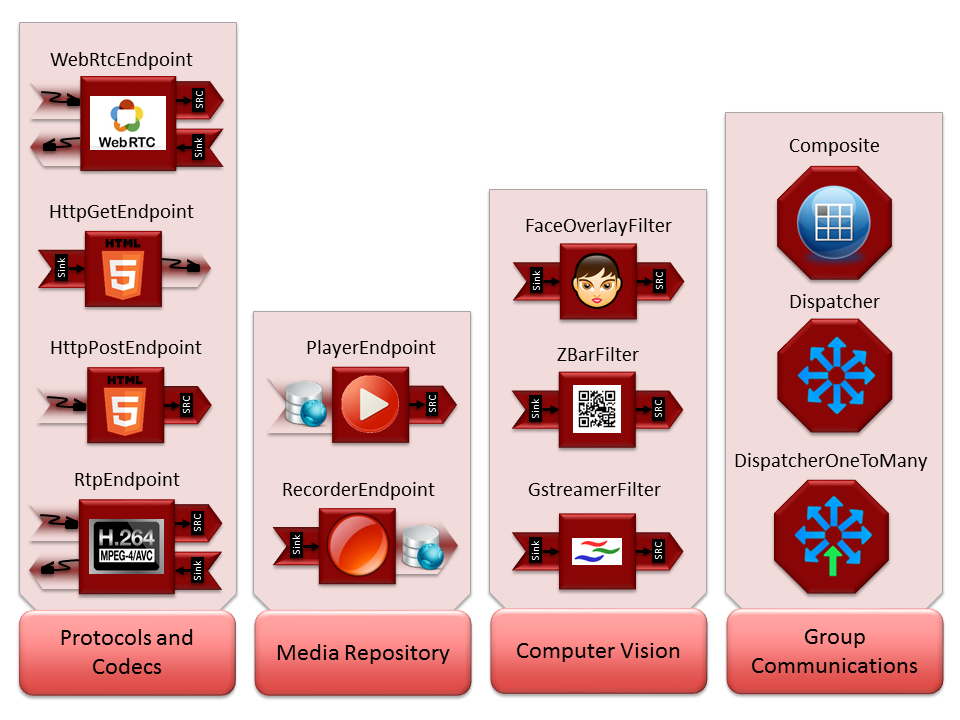 WebRtcEndpoint
SRC
WebRTC
Sink
HttpGetEndpoint
HTML
5
Sink
HttpPostEndpoint
HTML
5
SRC
RtpEndpoint
SRC
H.264
MPEG-4/AVC
Sink
Protocols and
Codecs
PlayerEndpoint
SRC
RecorderEndpoint
Sink
Media Repository
FaceOverlayFilter
Sink
SRC
ZBarFilter
Sink
SRC
GstreamerFilter
Sink
SRC
Computer Vision
Composite
Dispatcher
DispatcherOneToMany
Group
Communications